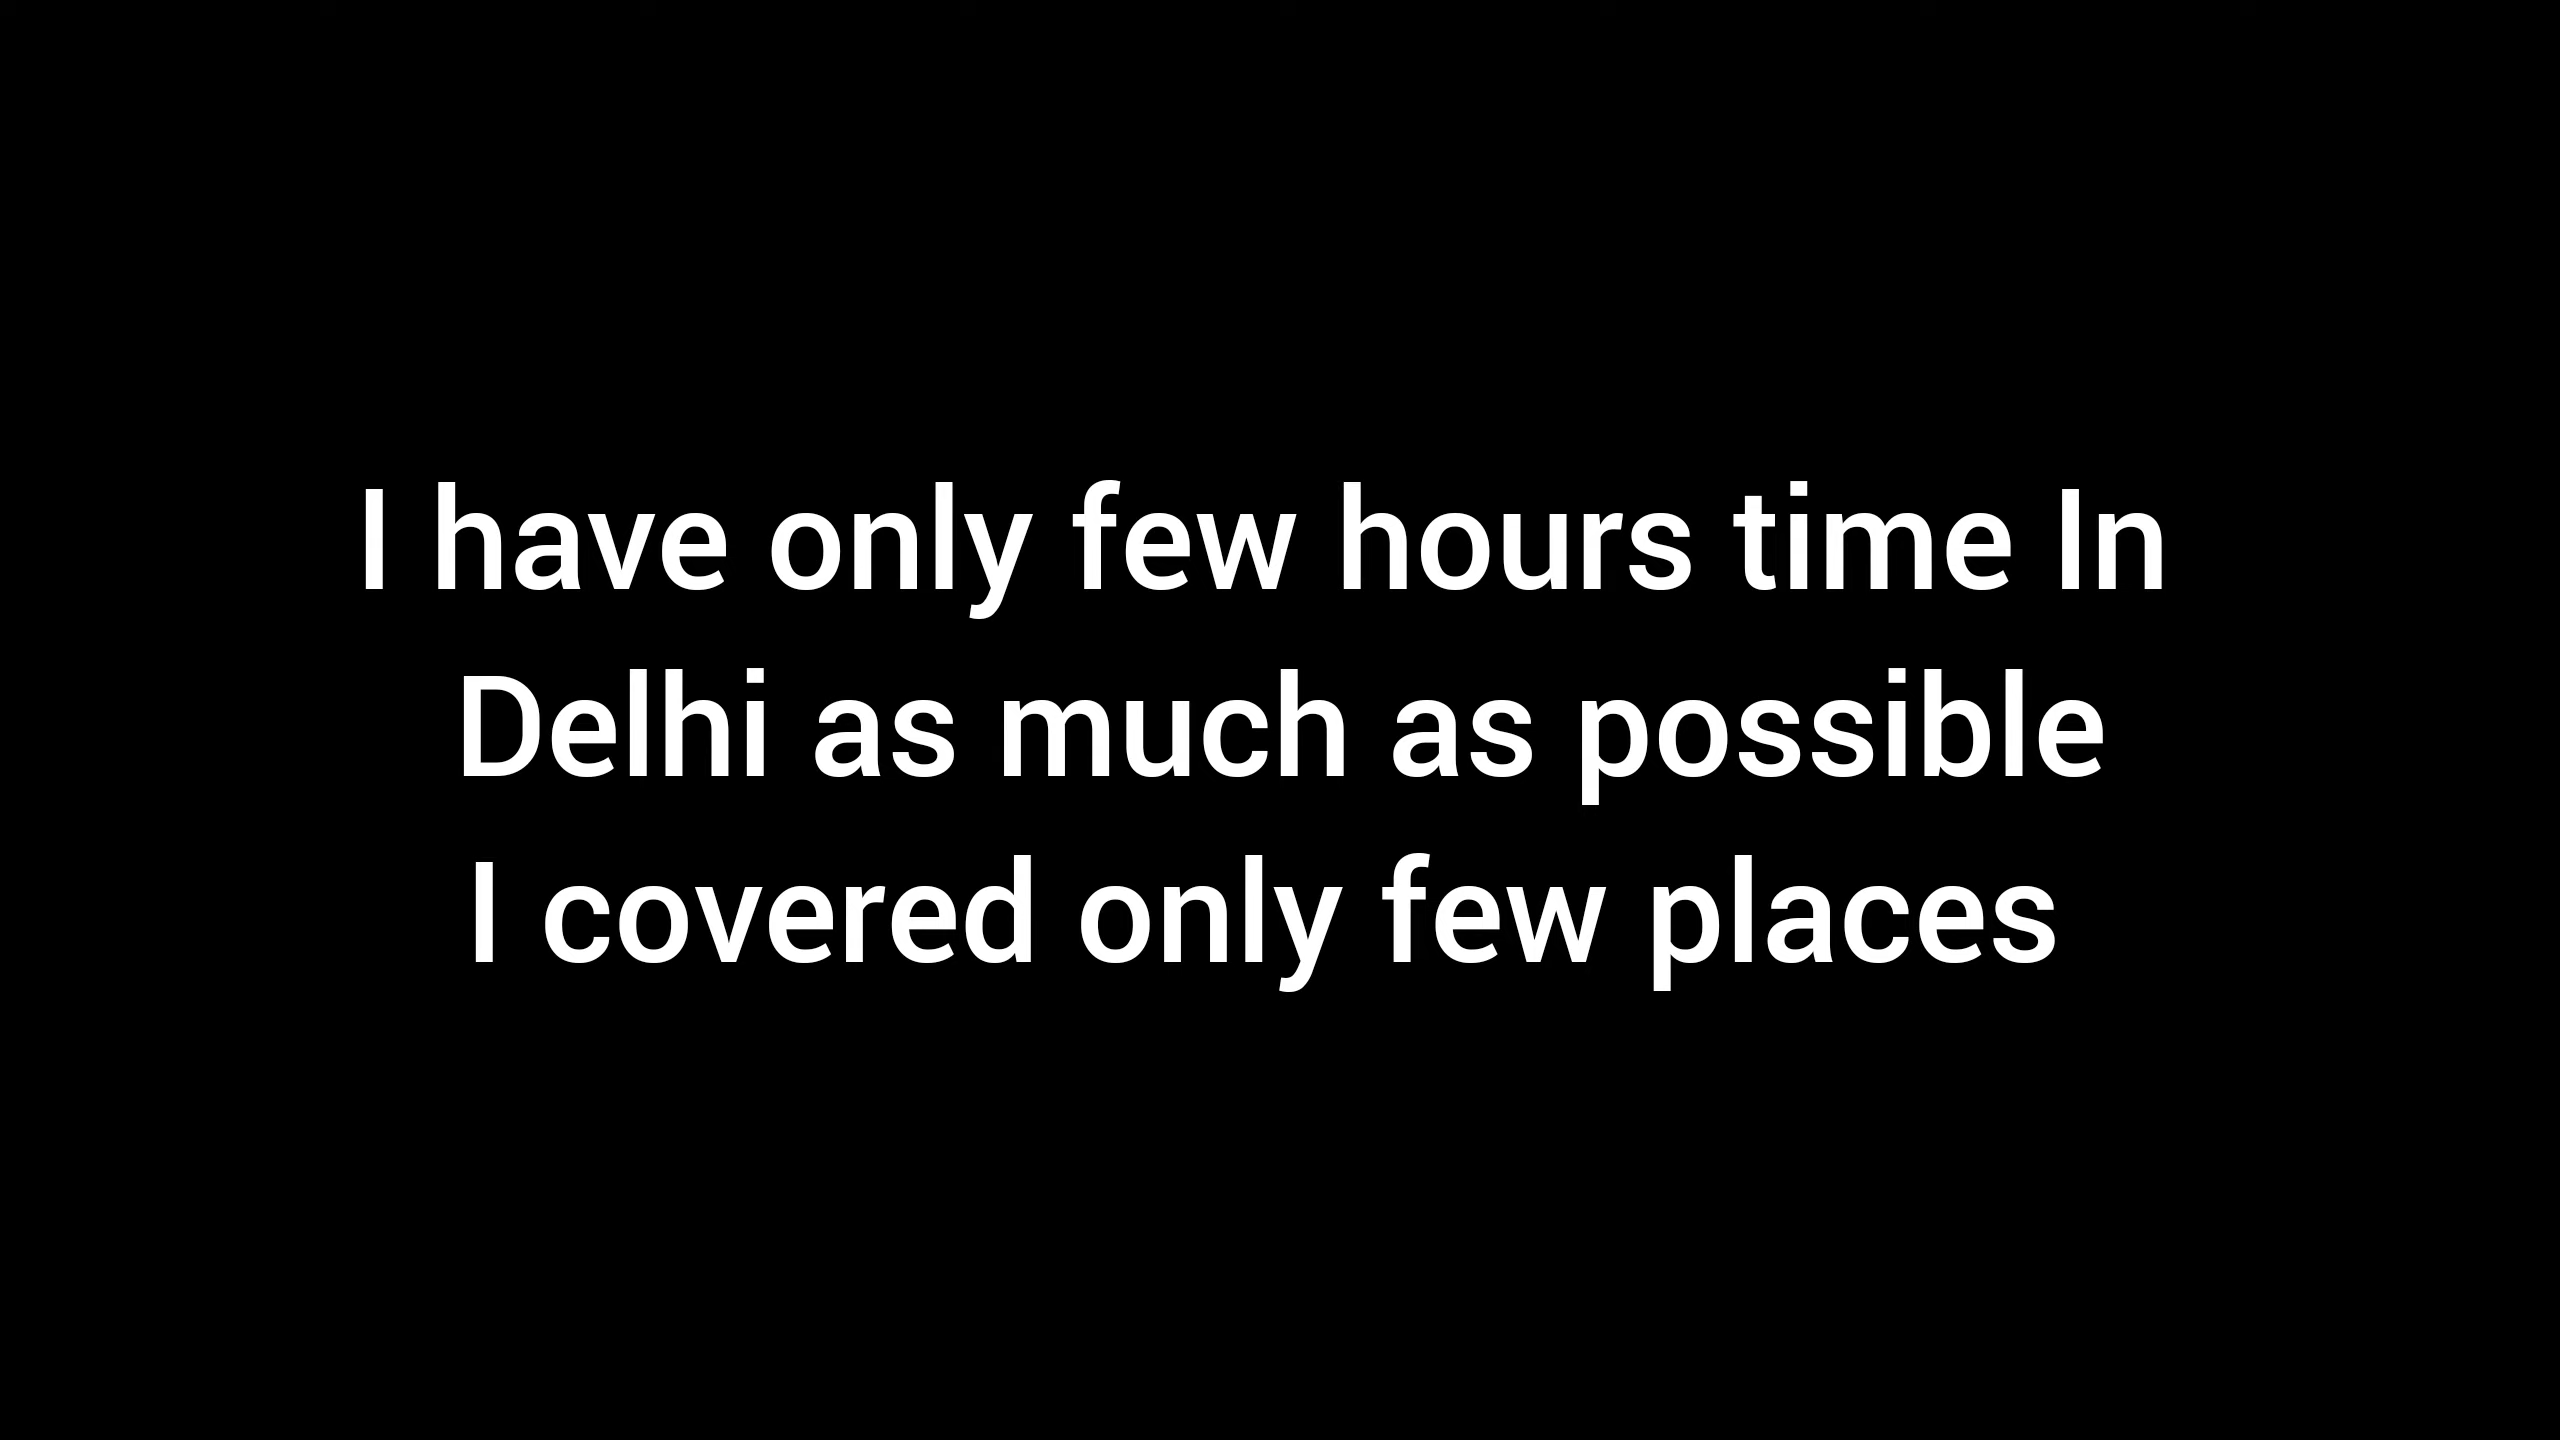 I have only few hours time In
Delhi as much as possible
I covered only few places